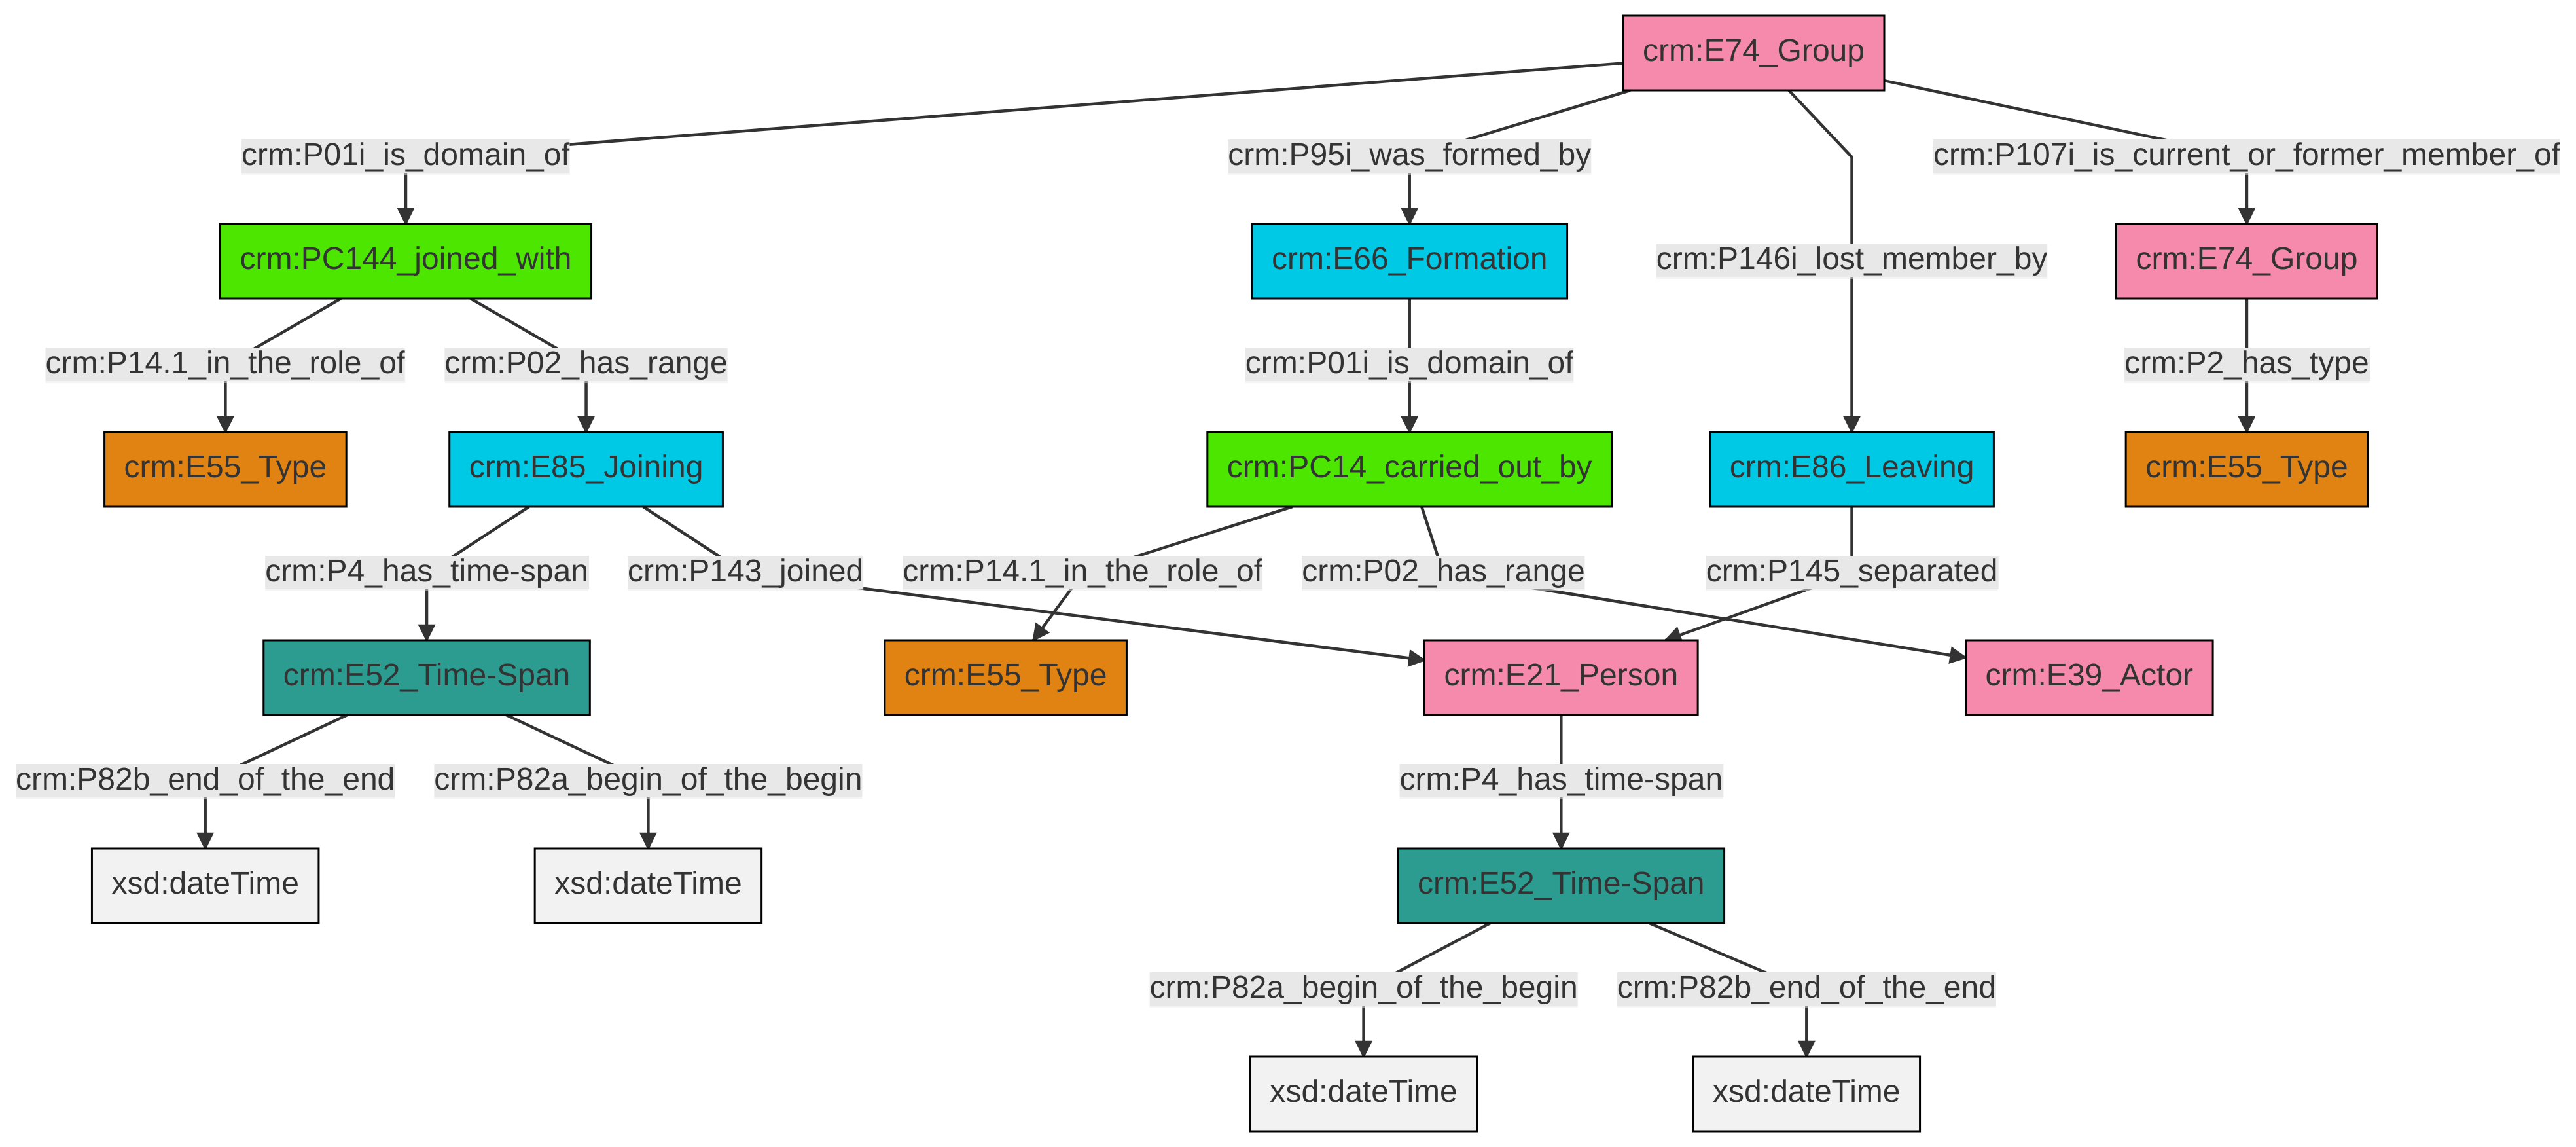 crm:E74_Group
crm:P01i_is_domain_of
crm:P95i_was_formed_by
crm:P107i_is_current_or_former_member_of
crm:PC144_joined_with
crm:E66_Formation
crm:P146i_lost_member_by
crm:E74_Group
crm:P14.1_in_the_role_of
crm:P02_has_range
crm:P01i_is_domain_of
crm:P2_has_type
crm:E55_Type
crm:E85_Joining
crm:PC14_carried_out_by
crm:E86_Leaving
crm:E55_Type
crm:P4_has_time-span
crm:P143_joined
crm:P14.1_in_the_role_of
crm:P02_has_range
crm:P145_separated
crm:E52_Time-Span
crm:E55_Type
crm:E21_Person
crm:E39_Actor
crm:P82b_end_of_the_end
crm:P82a_begin_of_the_begin
crm:P4_has_time-span
xsd:dateTime
xsd:dateTime
crm:E52_Time-Span
crm:P82a_begin_of_the_begin
crm:P82b_end_of_the_end
xsd:dateTime
xsd:dateTime